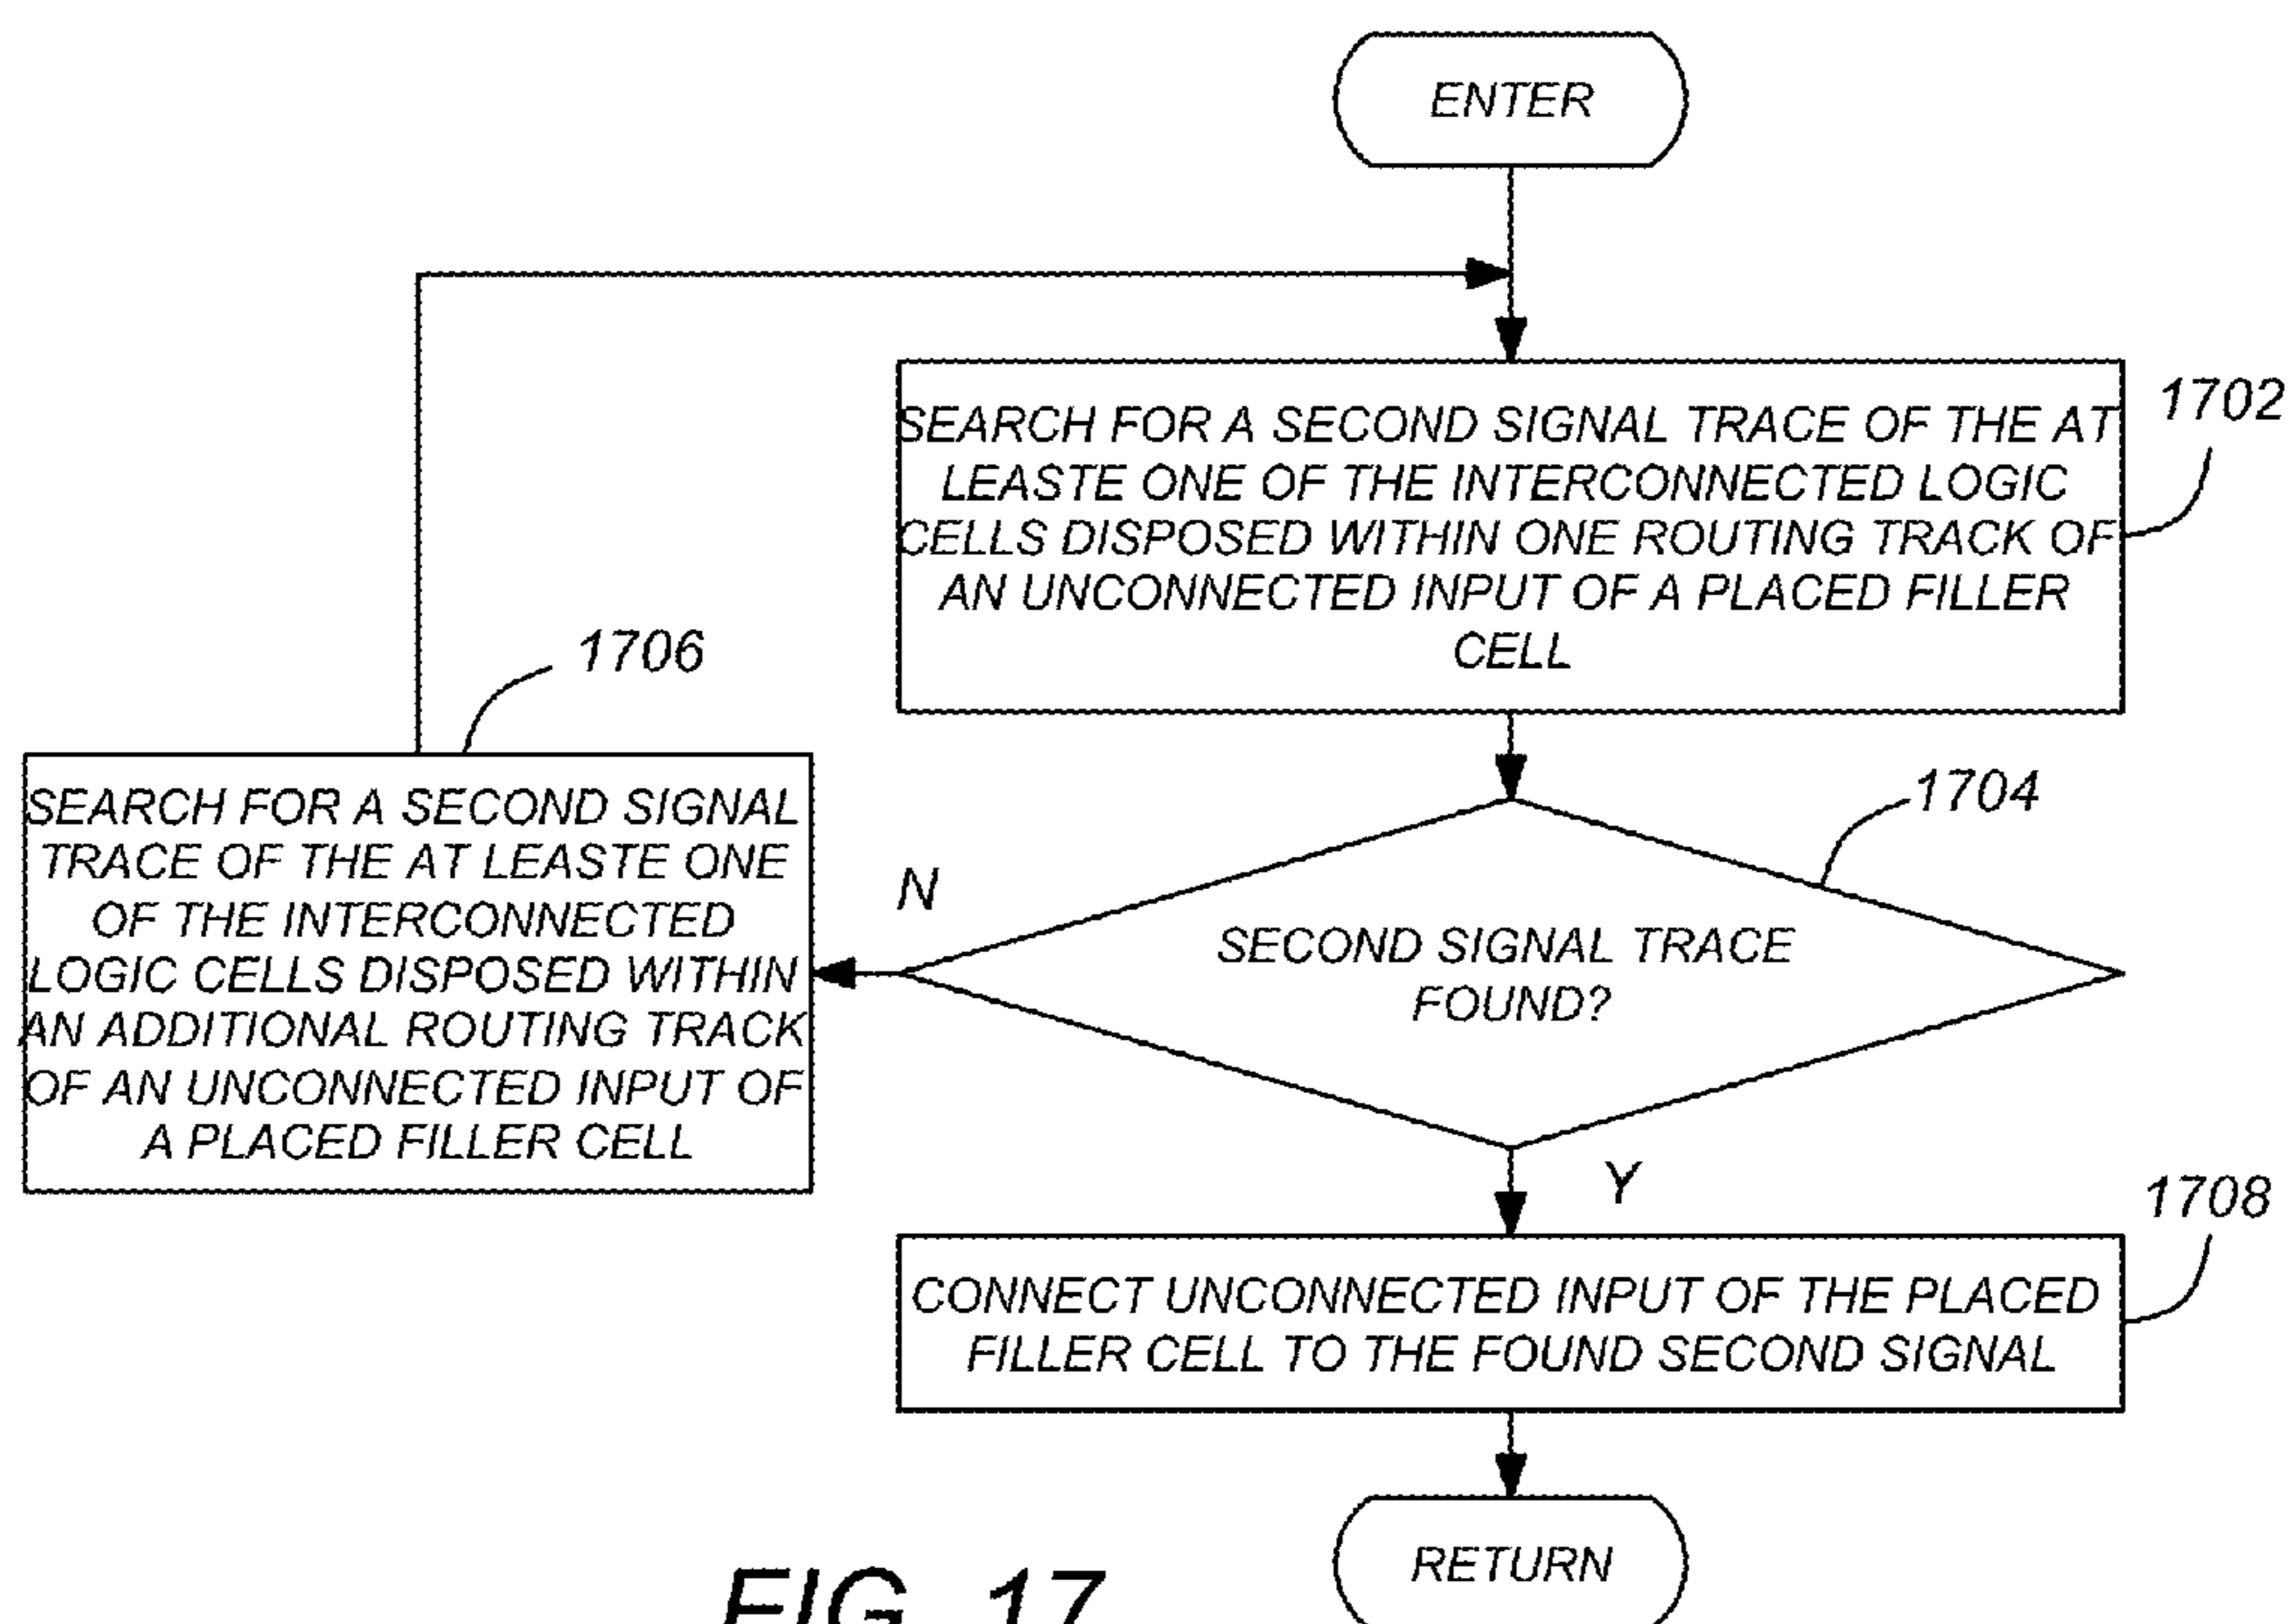 ENTER
SEARCH FOR A SECOND SIGNAL TRACE OF THE AT
LEASTE ONE OF THE INTERCONNECTED LOGIC
CELLS DISPOSED WITHIN ONE ROUTING TRACK OF
AN UNCONNECTED INPUT OF A PLACED FILLER
CELL
1702
1706
SEARCH FOR A SECOND SIGNAL
TRACE OF THE AT LEASTE ONE
OF THE INTERCONNECTED
LOGIC CELLS DISPOSED WITHIN
AN ADDITIONAL ROUTING TRACK
OF AN UNCONNECTED INPUT OF
A PLACED FILLER CELL
1704
N
SECOND SIGNAL TRACE
FOUND?
Y
1708
CONNECT UNCONNECTED INPUT OF THE PLACED
FILLER CELL TO THE FOUND SECOND SIGNAL
RETURN
FIG. 17